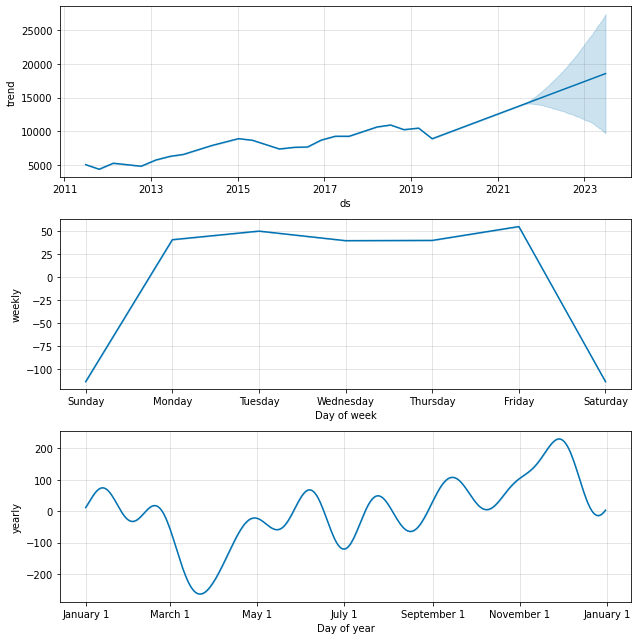 25000
20000
15000
10000
5000
trend
2011 2013 2015 2017 2019 2021 2023
ds
50
25
0
−25
−50
−75
−100
weekly
Sunday Monday Tuesday Wednesday Thursday Friday Saturday
Day of week
200
100
0
−100
−200
yearly
January 1 March 1 May 1 July 1 September 1 November 1 January 1
Day of year